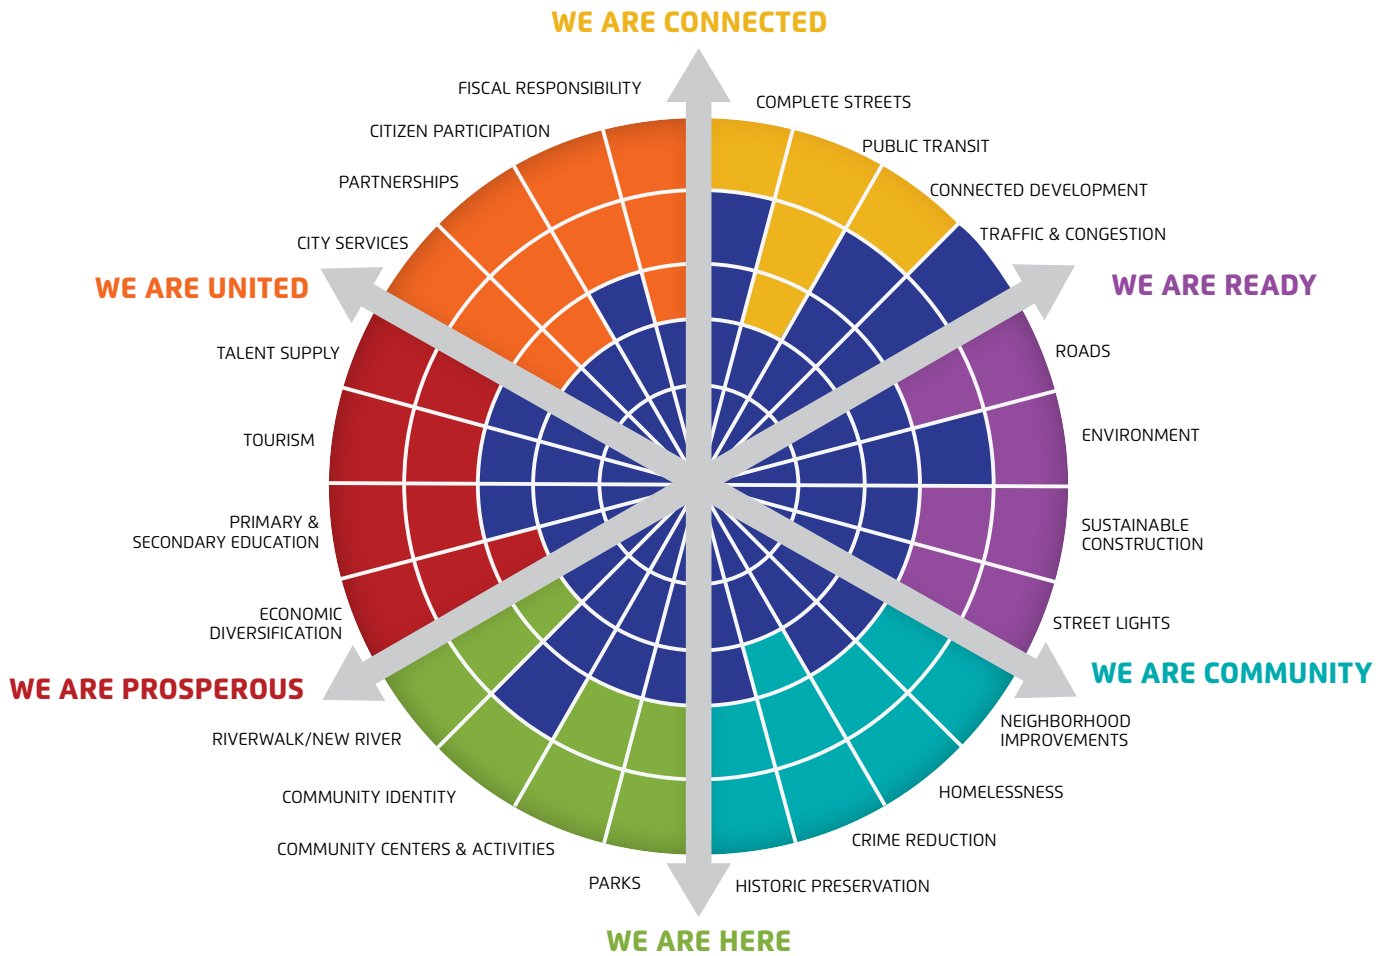 WE ARE CONNECTED
FISCAL RESPONSIBILITY
COMPLETE STREETS
CITIZEN PARTICIPATION
PUBLIC TRANSIT
PARTNERSHIPS
CONNECTED DEVELOPMENT
CITY SERVICES
TRAFFIC & CONGESTION
WE ARE UNITED
WE ARE READY
TALENT SUPPLY
ROADS
TOURISM
ENVIRONMENT
PRIMARY &
SECONDARY EDUCATION
SUSTAINABLE
CONSTRUCTION
ECONOMIC
DIVERSIFICATION
STREET LIGHTS
WE ARE PROSPEROUS
WE ARE COMMUNITY
RIVERWALK/NEW RIVER
NEIGHBORHOOD
IMPROVEMENTS
COMMUNITY IDENTITY
HOMELESSNESS
COMMUNITY CENTERS & ACTIVITIES
CRIME REDUCTION
PARKS
HISTORIC PRESERVATION
WE ARE HERE